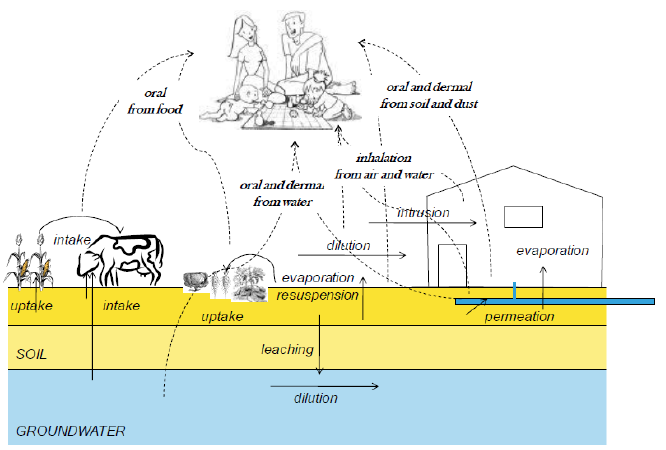 oral
from food
oral and dermal
from soil and dust
inhalation
from air and water
oral and dermal
from water
intrusion
intake
dilution
evaporation
evaporation
resuspension
uptake
intake
uptake
permeation
leaching
SOIL
dilution
GROUNDWATER